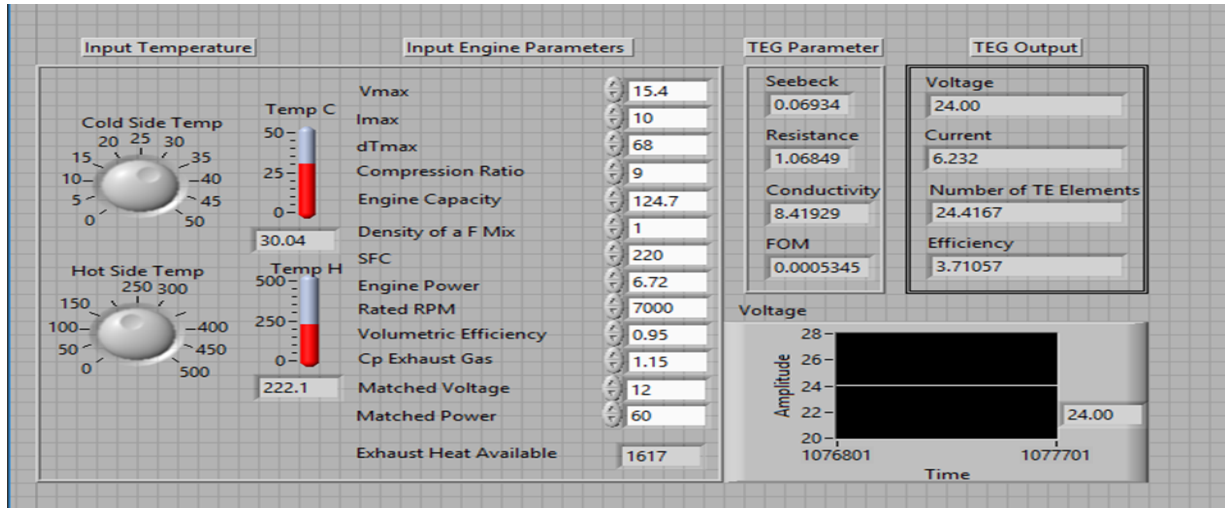 Input Temperature
Input Engine Parameters
TEG Parameter
TEG Output
Cold Side Temp
0 5 10 15 20 25 30 35 40 45 50
Temp C
50
25
0
30.04
Hot Side Temp
0 50 100 150 250 300 400 450 500
Temp H
500
250
0
222.1
Vmax 15.4
Imax 10
dTmax 68
Compression Ratio 9
Engine Capacity 124.7
Density of a F Mix 1
SFC 220
Engine Power 6.72
Rated RPM 7000
Volumetric Efficiency 0.95
Cp Exhaust Gas 1.15
Matched Voltage 12
Matched Power 60
Exhaust Heat Available 1617
Seebeck
0.06934
Resistance
1.06849
Conductivity
8.41929
FOM
0.0005345
Voltage
24.00
Current
6.232
Number of TE Elements
24.4167
Efficiency
3.71057
Voltage
Amplitude
28
26
24
22
20
1076801 1077701
Time
24.00